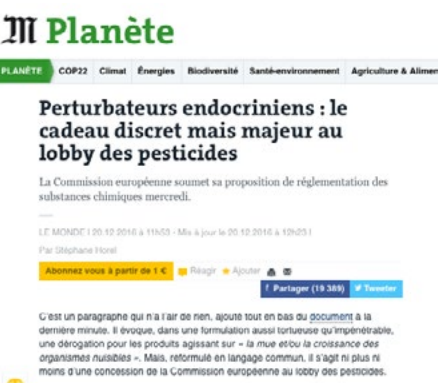 M Planète
PLANÈTE COP22 Climat Énergies Biodiversité Santé-environnement Agriculture & Alimen
Perturbateurs endocriniens : le
cadeau discret mais majeur au
lobby des pesticides
La Commission européenne soumet sa proposition de réglementation des
substances chimiques mercredi.
LE MONDE | 20.12.2016 à 11h53 • Mis à jour le 20.12.2016 à 12h23 |
Par Stéphane Horel
Abonnez vous à partir de 1 € Réagir Ajouter
f Partager (19 389) Tweeter
C'est un paragraphe qui n'a l'air de rien, ajouté tout en bas du document à la
dernière minute. Il évoque, dans une formulation aussi tortueuse qu'impénétrable,
une dérogation pour les produits agissant sur « la mue et/ou la croissance des
organismes nuisibles ». Mais, reformulé en langage commun, il s'agit ni plus ni
moins d'une concession de la Commission européenne au lobby des pesticides.